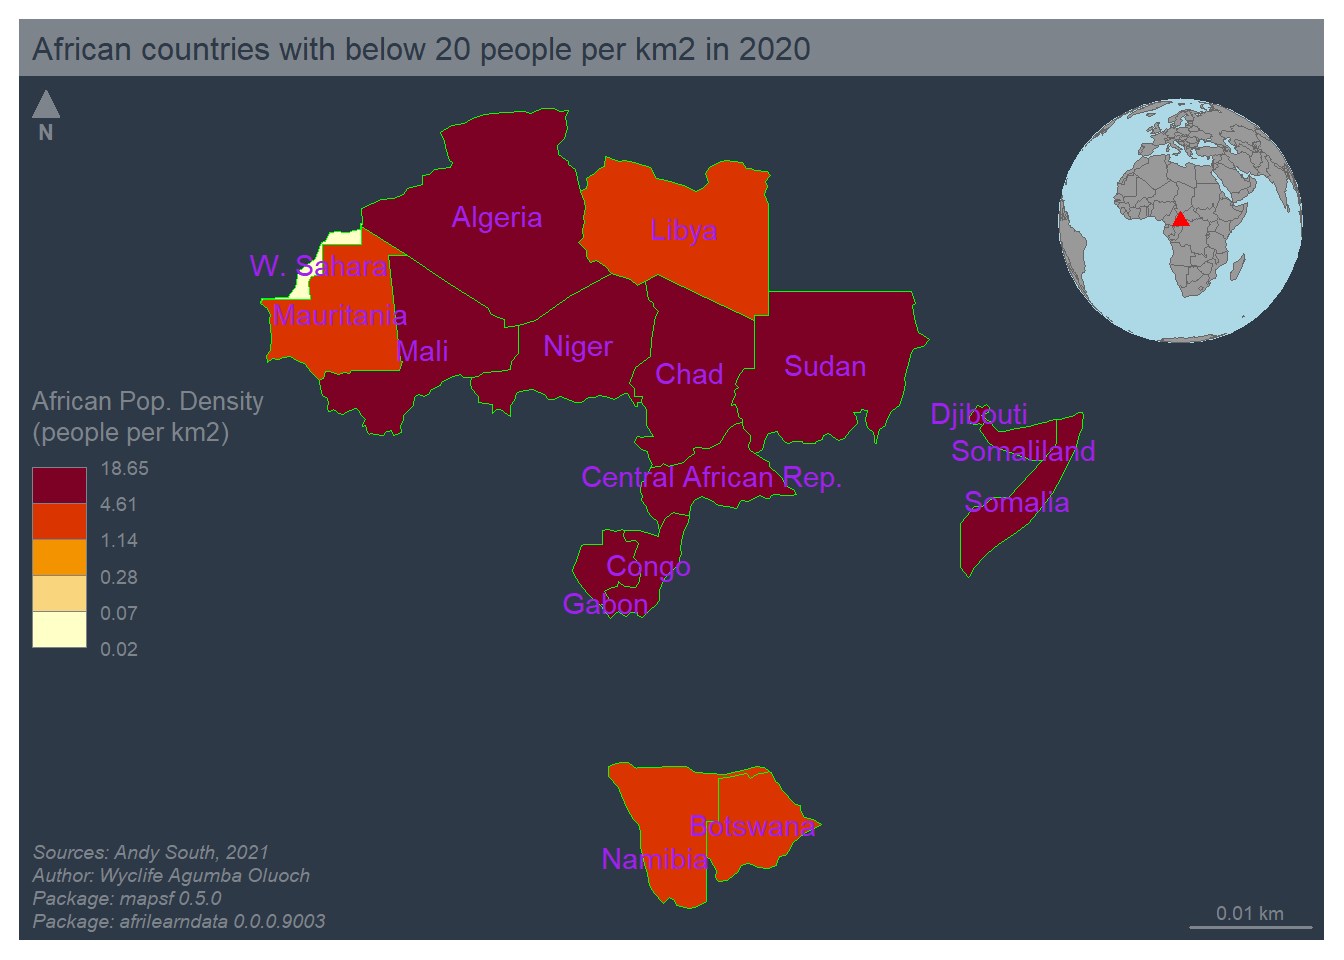 African countries with below 20 people per km2 in 2020
N
Algeria
Libya
W. Sahara
Mauritania
Mali
Niger
Chad
Sudan
Djibouti
Somaliland
Central African Rep.
Somalia
Congo
Gabon
African Pop. Density
(people per km2)
18.65
4.61
1.14
0.28
0.07
0.02
Botswana
Namibia
Sources: Andy South, 2021
Author: Wyclife Agumba Oluoch
Package: mapsf 0.5.0
Package: afrilearndata 0.0.0.9003
0.01 km